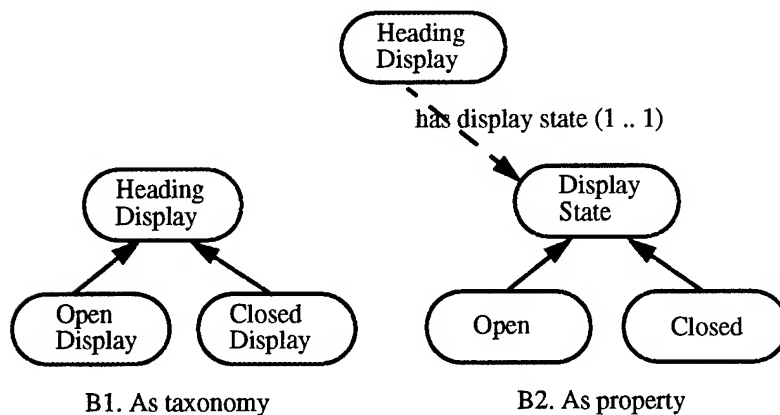 Heading
Display
has display state (1 .. 1)
Heading
Display
Display
State
Open
Display
Closed
Display
Open
Closed
B1. As taxonomy
B2. As property